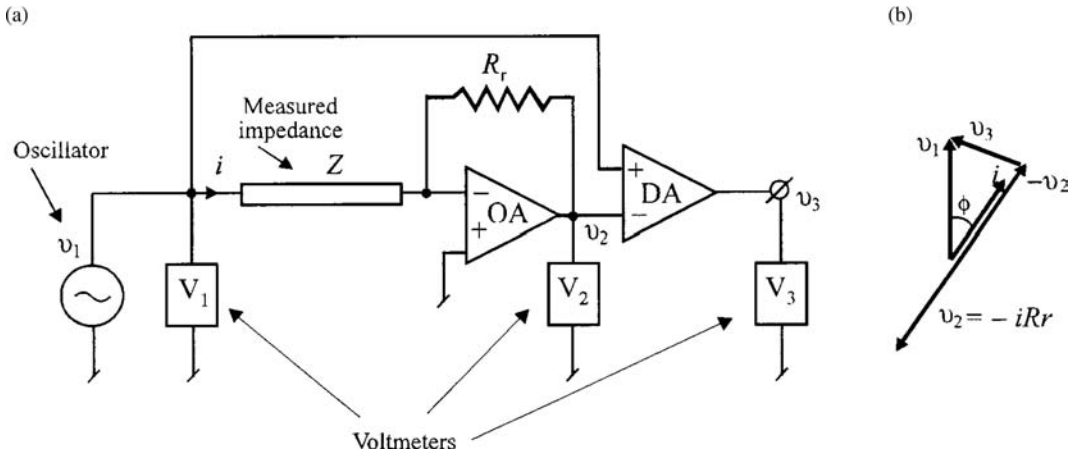 (a)
(b)
R_r
Measured
impedance
Oscillator
i
Z
υ_1
−
+
OA
υ_2
+
−
DA
υ_3
V_1
V_2
V_3
Voltmeters
υ_1
υ_3
i
−υ_2
ϕ
υ_2 = − iRr